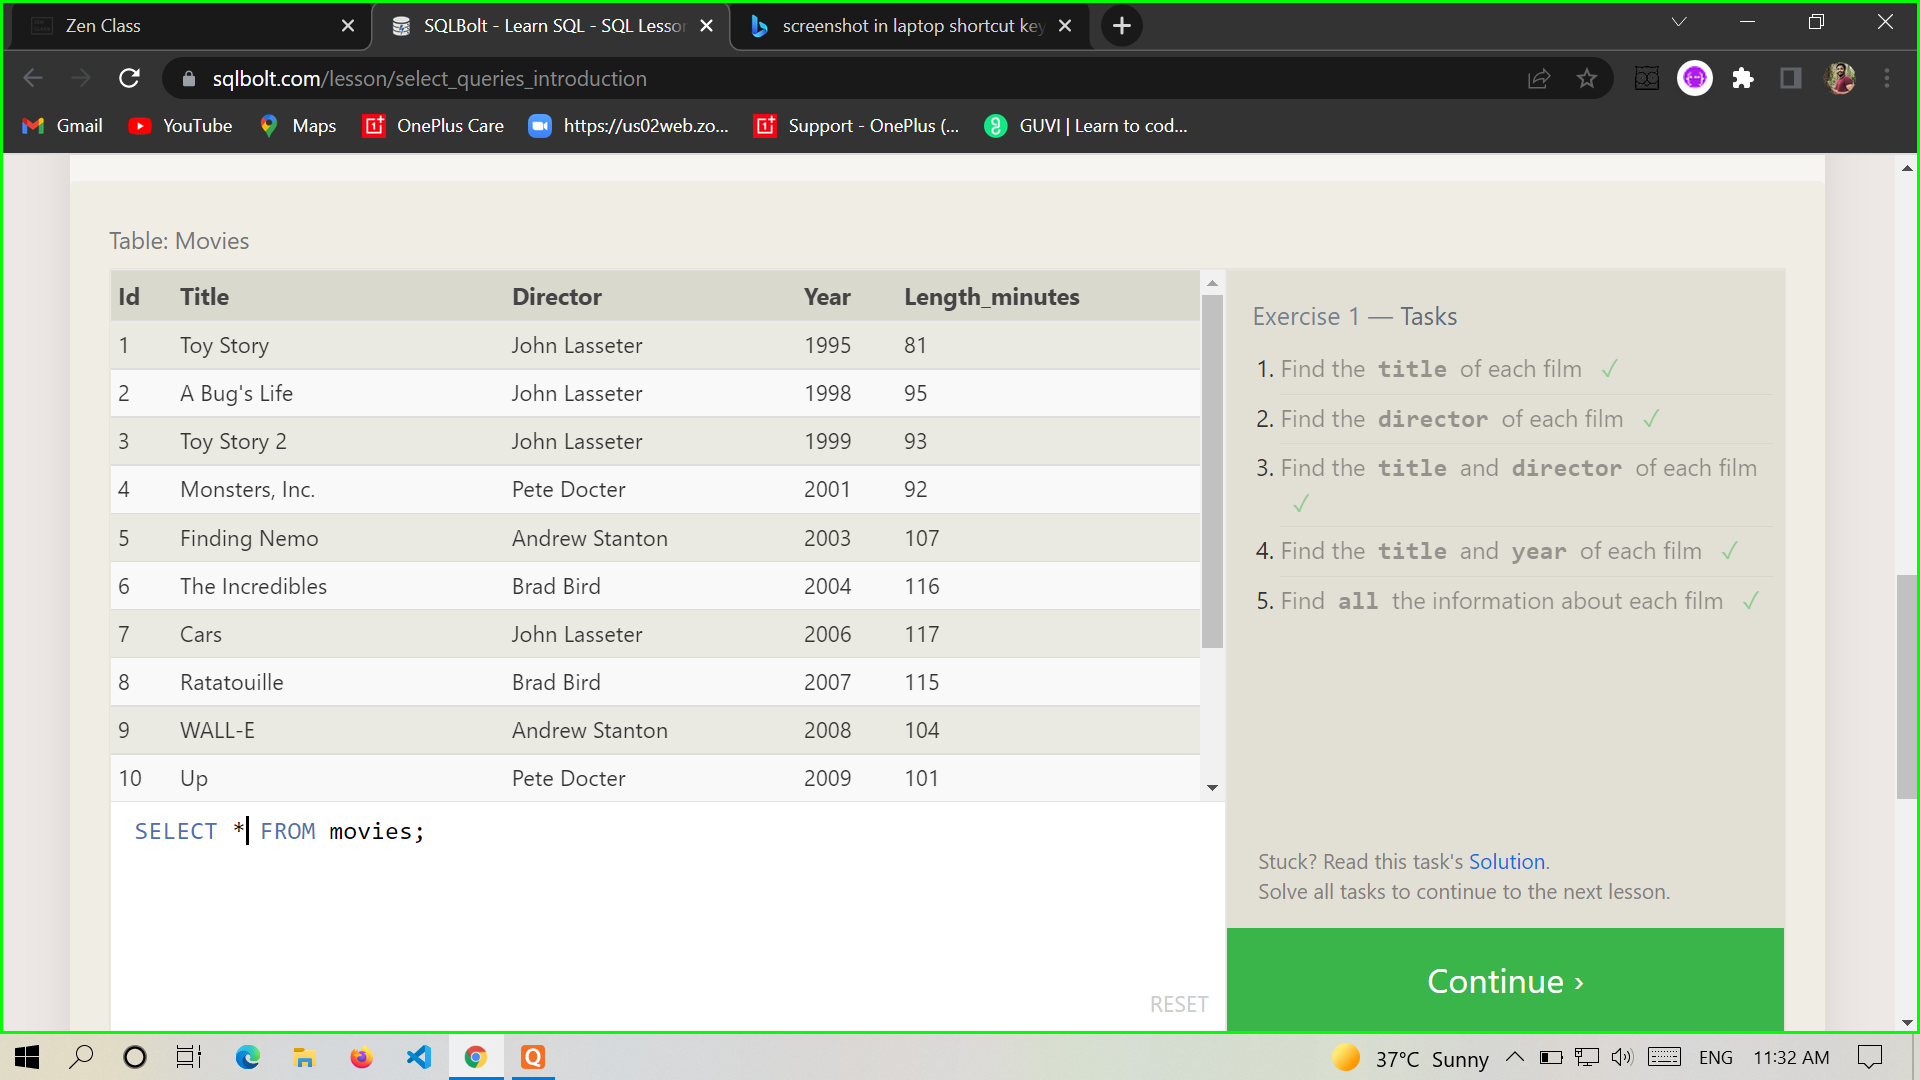 Zen Class
SQLBolt - Learn SQL - SQL Lessor
screenshot in laptop shortcut key
sqlbolt.com/lesson/select_queries_introduction
Gmail YouTube Maps OnePlus Care https://us02web.zo... Support - OnePlus (... GUVI | Learn to cod...
Table: Movies
Id Title Director Year Length_minutes
1 Toy Story John Lasseter 1995 81
2 A Bug's Life John Lasseter 1998 95
3 Toy Story 2 John Lasseter 1999 93
4 Monsters, Inc. Pete Docter 2001 92
5 Finding Nemo Andrew Stanton 2003 107
6 The Incredibles Brad Bird 2004 116
7 Cars John Lasseter 2006 117
8 Ratatouille Brad Bird 2007 115
9 WALL-E Andrew Stanton 2008 104
10 Up Pete Docter 2009 101
SELECT * FROM movies;
RESET
Exercise 1 — Tasks
1. Find the title of each film ✓
2. Find the director of each film ✓
3. Find the title and director of each film
✓
4. Find the title and year of each film ✓
5. Find all the information about each film ✓
Stuck? Read this task's Solution.
Solve all tasks to continue to the next lesson.
Continue ›
37°C Sunny ENG 11:32 AM